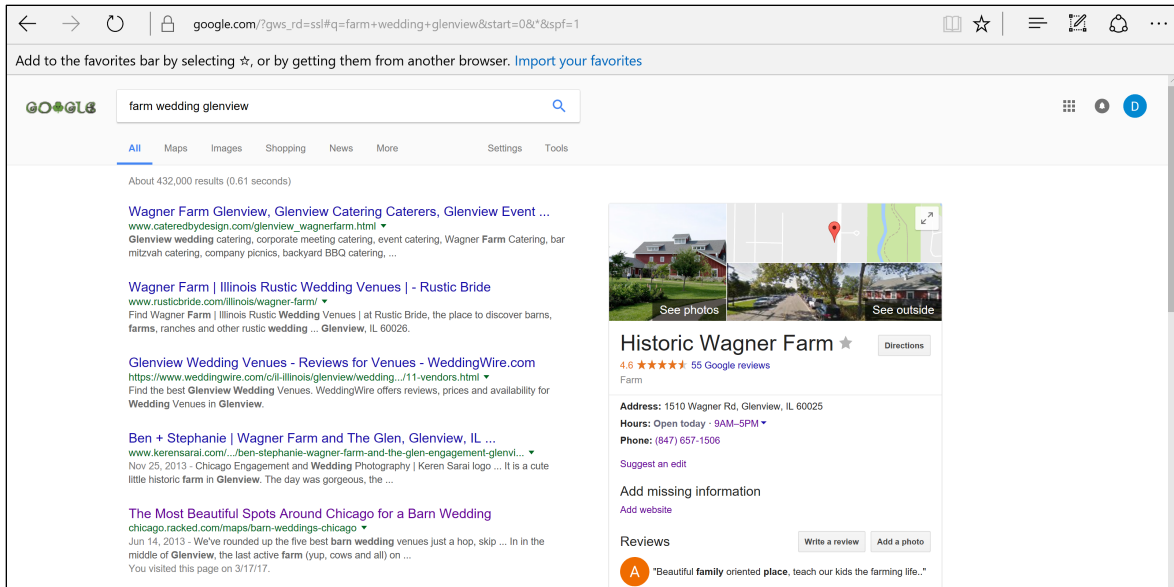 google.com/?gws_rd=ssl#q=farm+wedding+glenview&start=0&*&spf=1
Add to the favorites bar by selecting ☆, or by getting them from another browser. Import your favorites
GOOGLE
farm wedding glenview
D
All Maps Images Shopping News More Settings Tools
About 432,000 results (0.61 seconds)
Wagner Farm Glenview, Glenview Catering Caterers, Glenview Event ...
www.cateredbydesign.com/glenview_wagnerfarm.html
Glenview wedding catering, corporate meeting catering, event catering, Wagner Farm Catering, bar
mitzvah catering, company picnics, backyard BBQ catering, ...
Wagner Farm | Illinois Rustic Wedding Venues | - Rustic Bride
www.rusticbride.com/illinois/wagner-farm/
Find Wagner Farm | Illinois Rustic Wedding Venues | at Rustic Bride, the place to discover barns,
farms, ranches and other rustic wedding ... Glenview, IL 60026.
Glenview Wedding Venues - Reviews for Venues - WeddingWire.com
https://www.weddingwire.com/c/il-illinois/glenview/wedding.../11-vendors.html
Find the best Glenview Wedding Venues. WeddingWire offers reviews, prices and availability for
Wedding Venues in Glenview.
Ben + Stephanie | Wagner Farm and The Glen, Glenview, IL ...
www.kerensarai.com/.../ben-stephanie-wagner-farm-and-the-glen-engagement-glenvi...
Nov 25, 2013 - Chicago Engagement and Wedding Photography | Keren Sarai logo ... It is a cute
little historic farm in Glenview. The day was gorgeous, the ...
The Most Beautiful Spots Around Chicago for a Barn Wedding
chicago.racked.com/maps/barn-weddings-chicago
Jun 14, 2013 - We've rounded up the five best barn wedding venues just a hop, skip ... In in the
middle of Glenview, the last active farm (yup, cows and all) on ...
You visited this page on 3/17/17.
See photos
See outside
Historic Wagner Farm
Directions
4.6 55 Google reviews
Farm
Address: 1510 Wagner Rd, Glenview, IL 60025
Hours: Open today · 9AM–5PM
Phone: (847) 657-1506
Suggest an edit
Add missing information
Add website
Reviews
Write a review
Add a photo
A
"Beautiful family oriented place, teach our kids the farming life.."